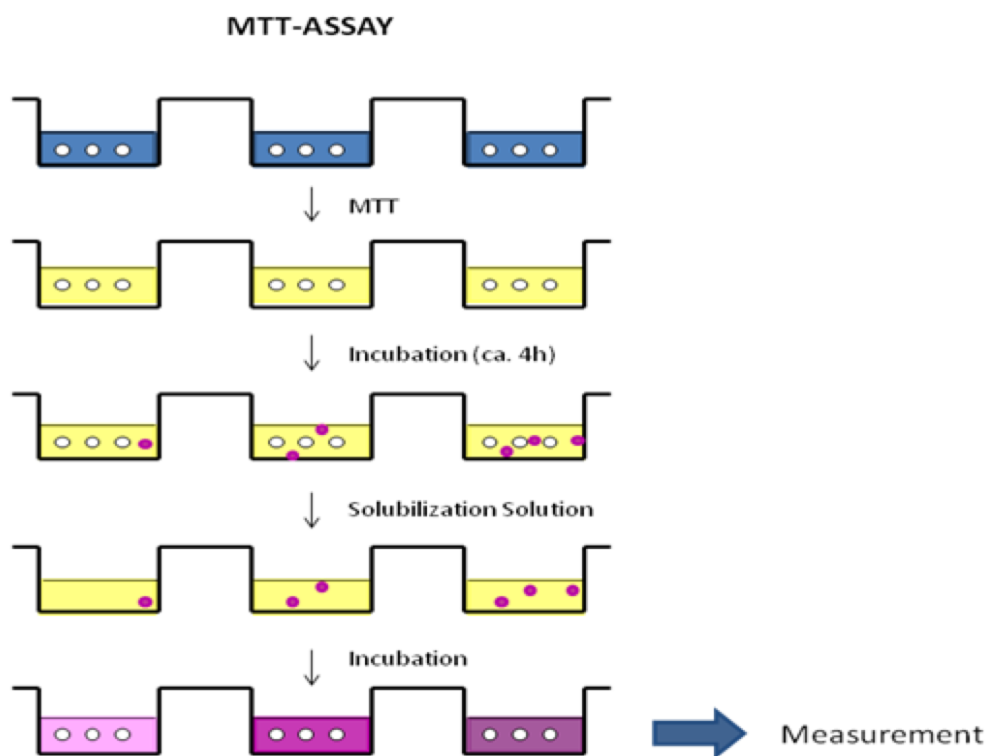 MTT-ASSAY
MTT
Incubation (ca. 4h)
Solubilization Solution
Incubation
Measurement